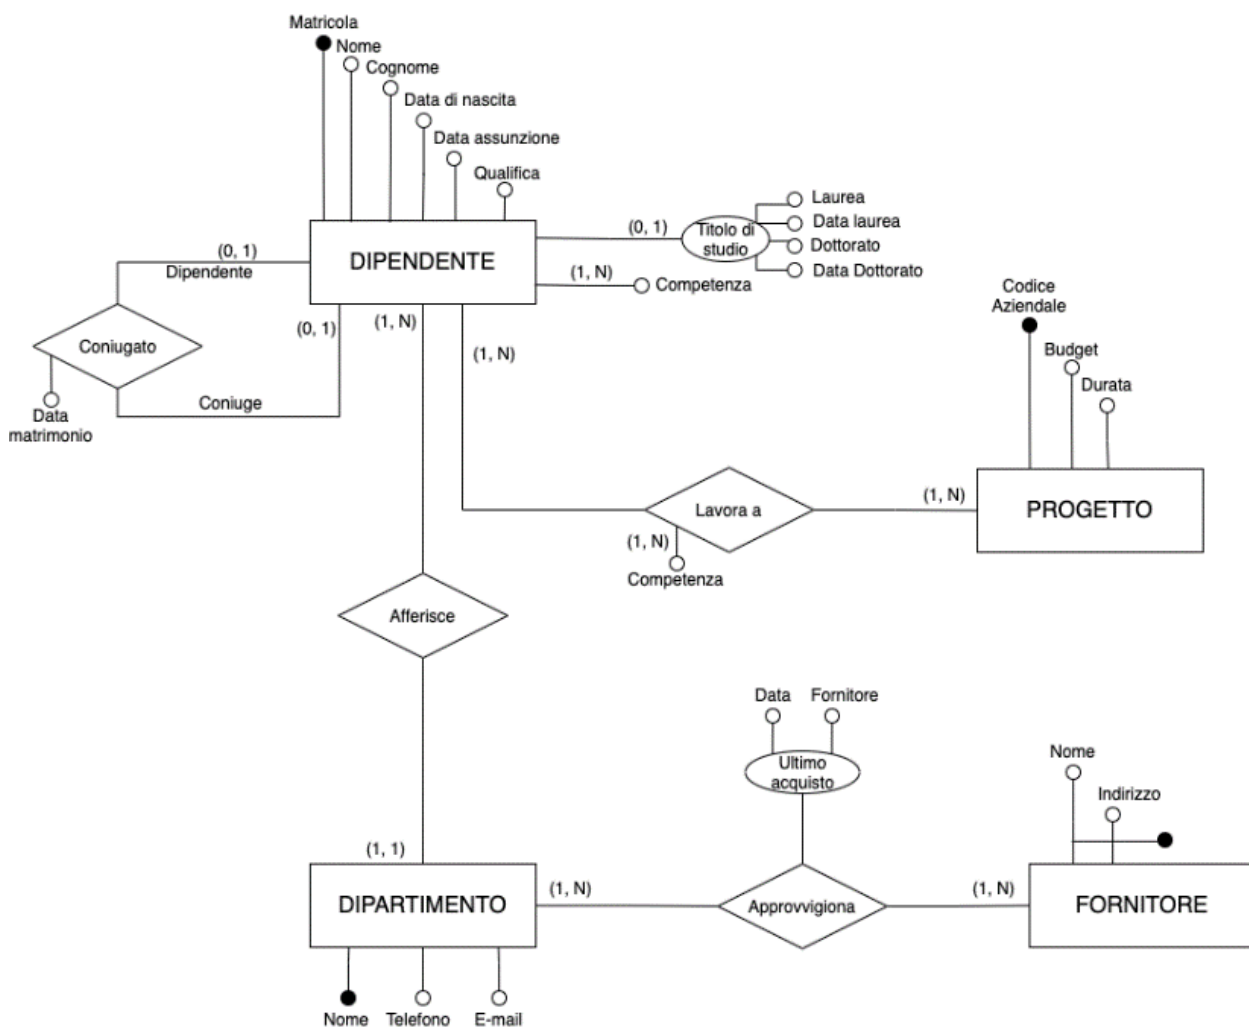 Matricola
Nome
Cognome
Data di nascita
Data assunzione
Qualifica
DIPENDENTE
(0, 1)
Titolo di
studio
Laurea
Data laurea
Dottorato
Data Dottorato
(1, N)
Competenza
(0, 1)
Dipendente
Coniugato
Data
matrimonio
Coniuge
(0, 1)
(1, N)
(1, N)
Codice
Aziendale
Budget
Durata
Lavora a
(1, N)
Competenza
(1, N)
PROGETTO
Afferisce
(1, 1)
DIPARTIMENTO
Nome
Telefono
E-mail
(1, N)
Data
Fornitore
Ultimo
acquisto
Approvvigiona
(1, N)
Nome
Indirizzo
FORNITORE